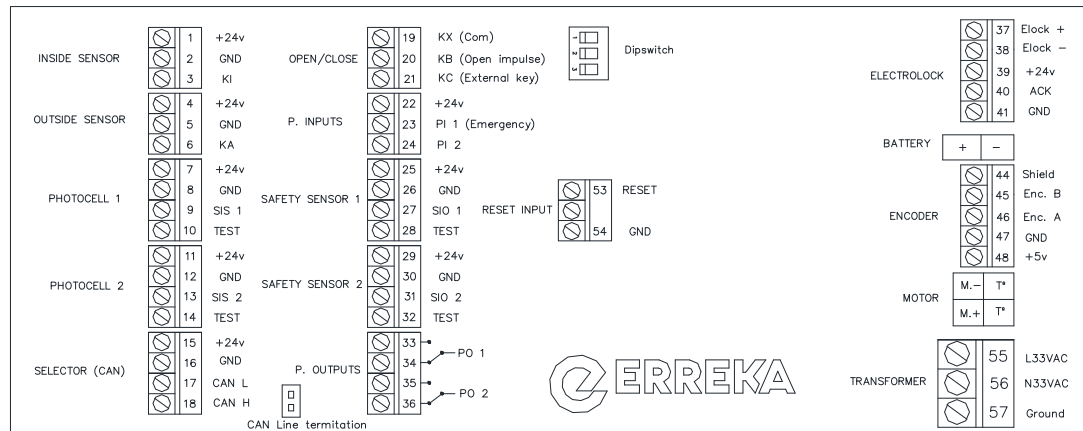 INSIDE SENSOR
1 +24v
2 GND
3 KI
OUTSIDE SENSOR
4 +24v
5 GND
6 KA
PHOTOCELL 1
7 +24v
8 GND
9 SIS 1
10 TEST
PHOTOCELL 2
11 +24v
12 GND
13 SIS 2
14 TEST
SELECTOR (CAN)
15 +24v
16 GND
17 CAN L
18 CAN H
CAN Line termitation
OPEN/CLOSE
19 KX (Com)
20 KB (Open impulse)
21 KC (External key)
P. INPUTS
22 +24v
23 PI 1 (Emergency)
24 PI 2
SAFETY SENSOR 1
25 +24v
26 GND
27 SIO 1
28 TEST
SAFETY SENSOR 2
29 +24v
30 GND
31 SIO 2
32 TEST
P. OUTPUTS
33
34 PO 1
35
36 PO 2
1
2
3
Dipswitch
RESET INPUT
53 RESET
54 GND
ERREKA
ELECTROLOCK
37 Elock +
38 Elock -
39 +24v
40 ACK
41 GND
BATTERY + -
ENCODER
44 Shield
45 Enc. B
46 Enc. A
47 GND
48 +5v
MOTOR
M.- Tª
M.+ Tª
TRANSFORMER
55 L33VAC
56 N33VAC
57 Ground